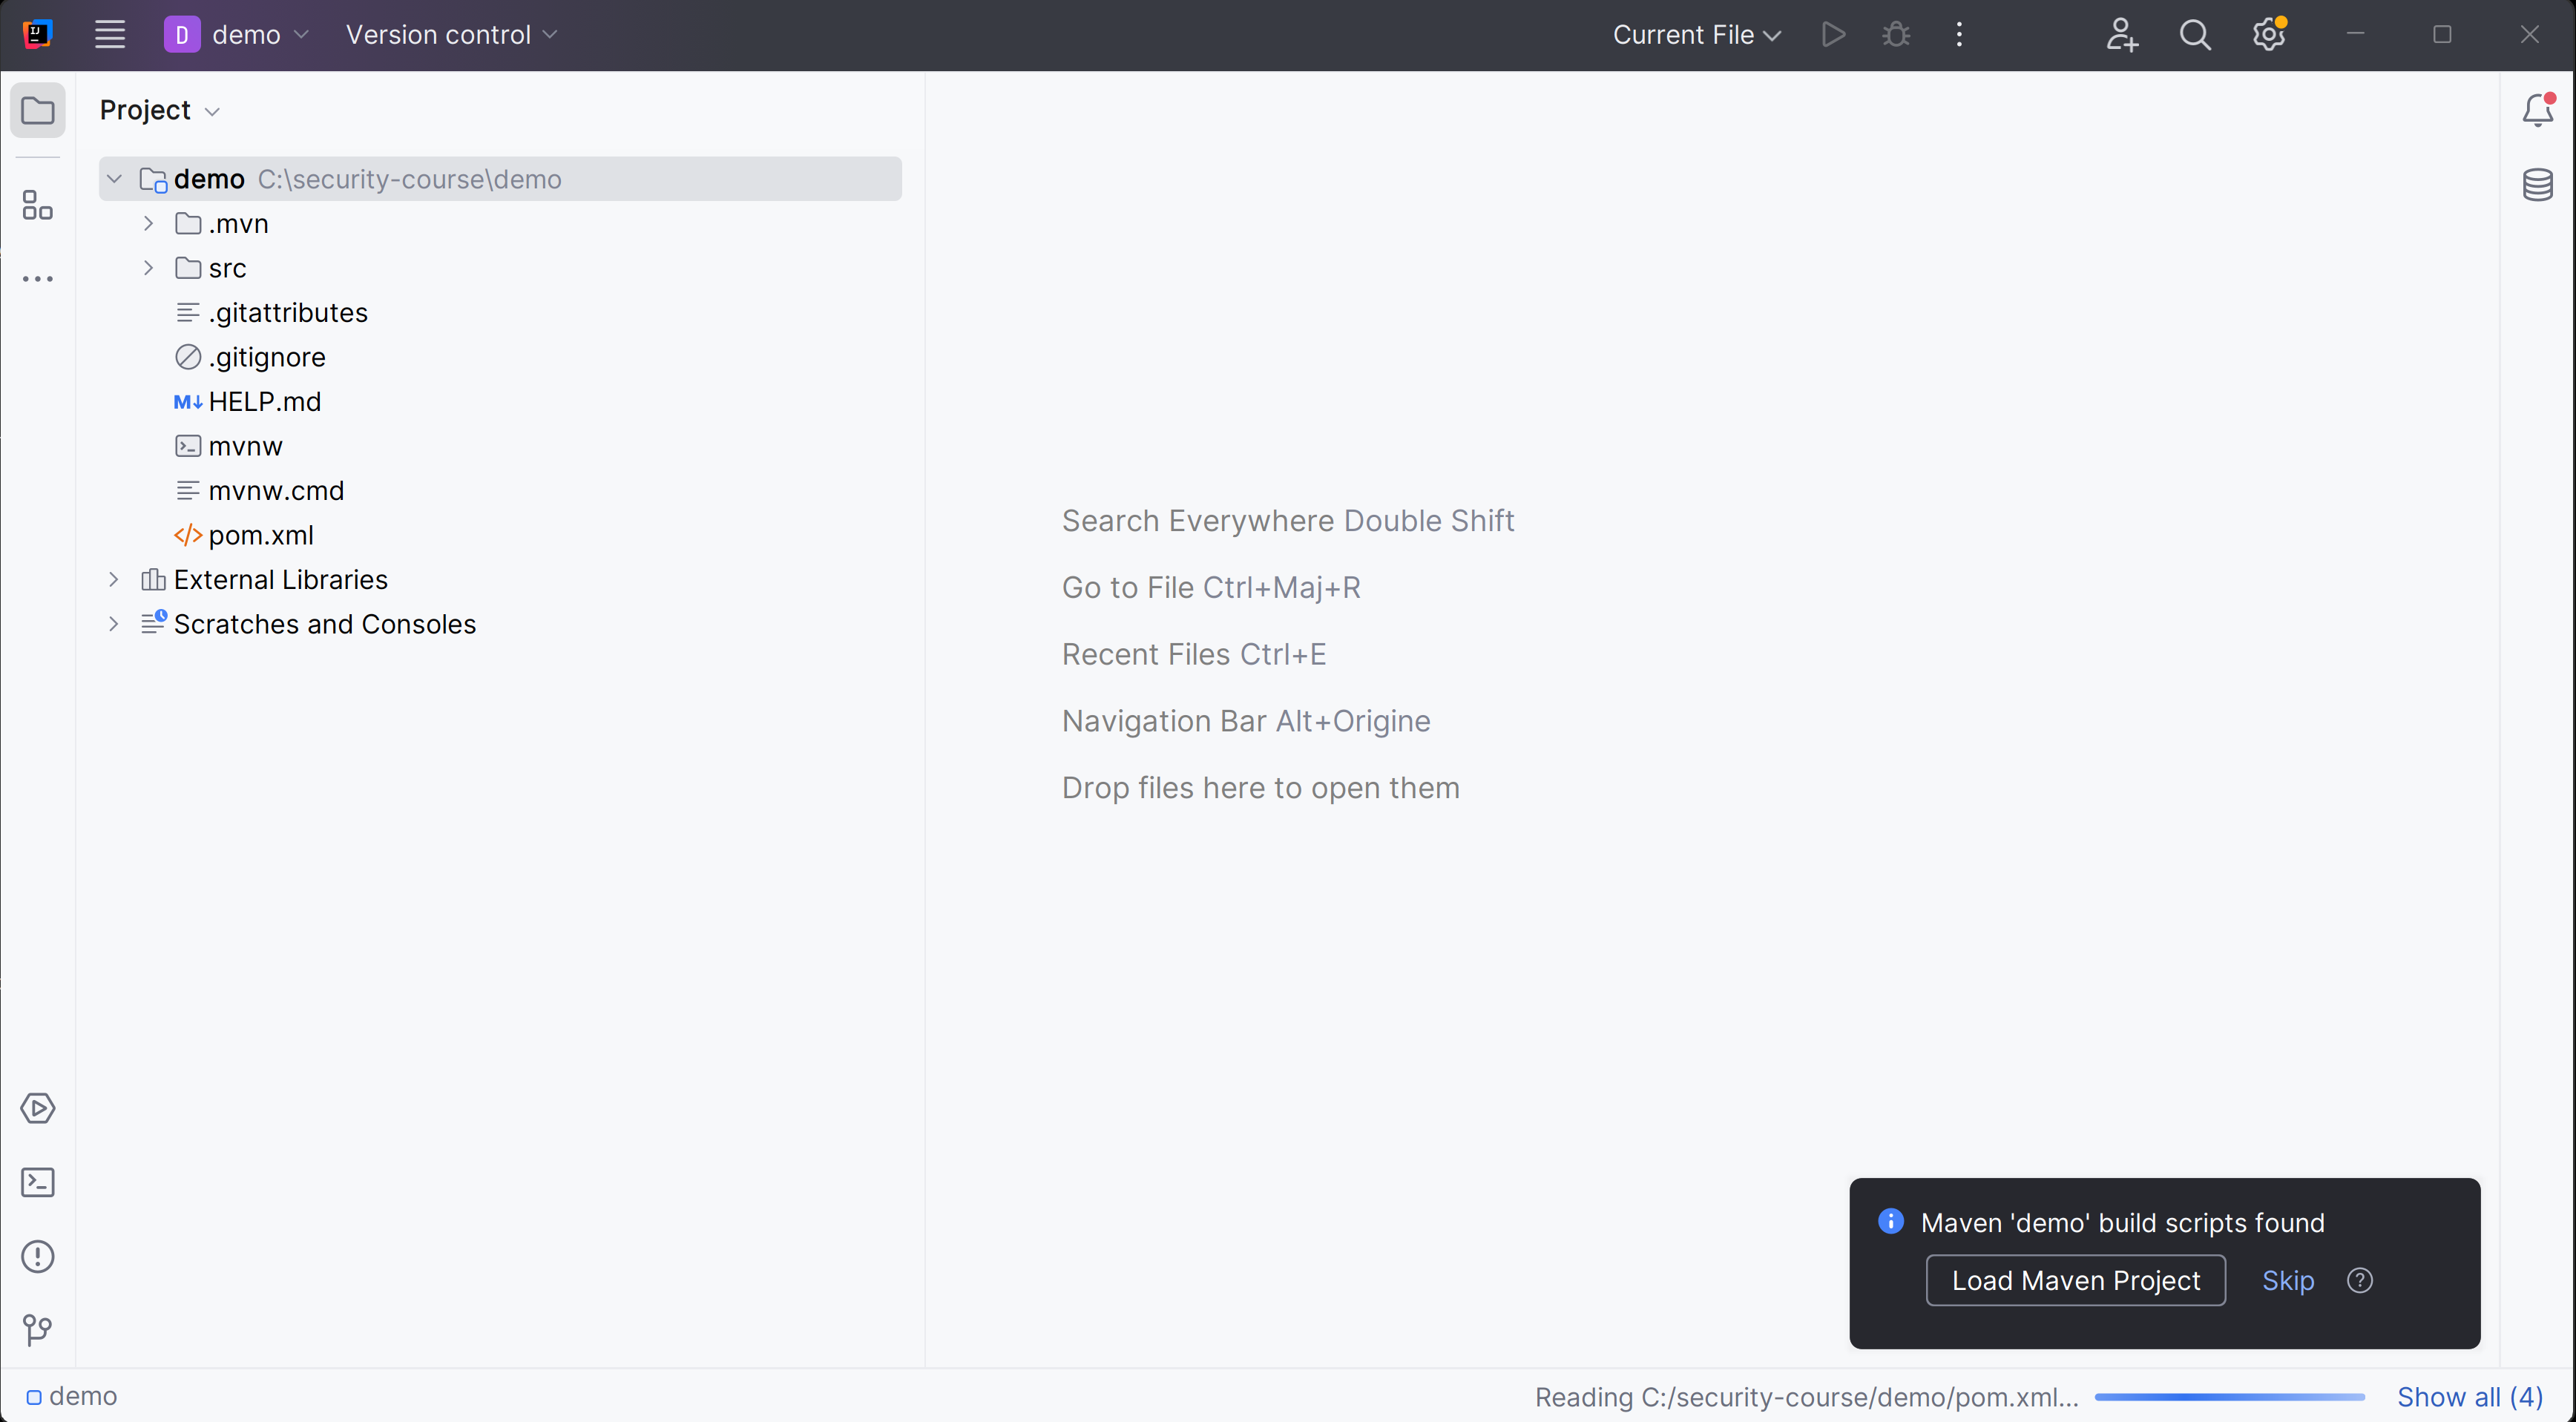 D demo Version control Current File
Project
demo C:\security-course\demo
.mvn
src
.gitattributes
.gitignore
M↓ HELP.md
mvnw
mvnw.cmd
</> pom.xml
External Libraries
Scratches and Consoles
Search Everywhere Double Shift
Go to File Ctrl+Maj+R
Recent Files Ctrl+E
Navigation Bar Alt+Origine
Drop files here to open them
Maven 'demo' build scripts found
Load Maven Project Skip ?
demo Reading C:/security-course/demo/pom.xml... Show all (4)